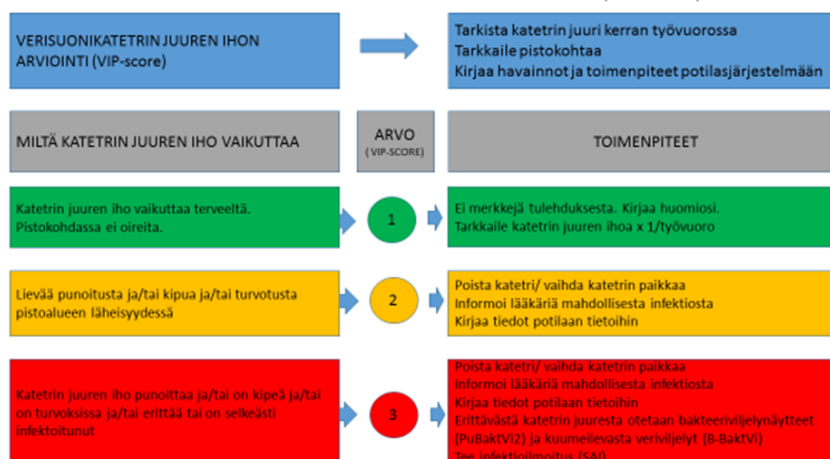 VERISUONIKATETRIN JUUREN IHON
ARVIOINTI (VIP-score)
Tarkista katetrin juuri kerran työvuorossa
Tarkkaile pistokohtaa
Kirjaa havainnot ja toimenpiteet potilasjärjestelmään
MILTÄ KATETRIN JUUREN IHO VAIKUTTAA
ARVO
( VIP-SCORE)
TOIMENPITEET
Katetrin juuren iho vaikuttaa terveeltä.
Pistokohdassa ei oireita.
1
Ei merkkejä tulehduksesta. Kirjaa huomiosi.
Tarkkaile katetrin juuren ihoa x 1/työvuoro
Lievää punoitusta ja/tai kipua ja/tai turvotusta
pistoalueen läheisyydessä
2
Poista katetri/ vaihda katetrin paikkaa
Informoi lääkäriä mahdollisesta infektiosta
Kirjaa tiedot potilaan tietoihin
Katetrin juuren iho punoittaa ja/tai on kipeä ja/tai
on turvoksissa ja/tai erittää tai on selkeästi
infektoitunut
3
Poista katetri/ vaihda katetrin paikkaa
Informoi lääkäriä mahdollisesta infektiosta
Kirjaa tiedot potilaan tietoihin
Erittävästä katetrin juuresta otetaan bakteeriviljelynäytteet
(PuBaktVi2) ja kuumeilevasta veriviljelyt (B-BaktVi)
Tee infektioilmoitus (SAI)